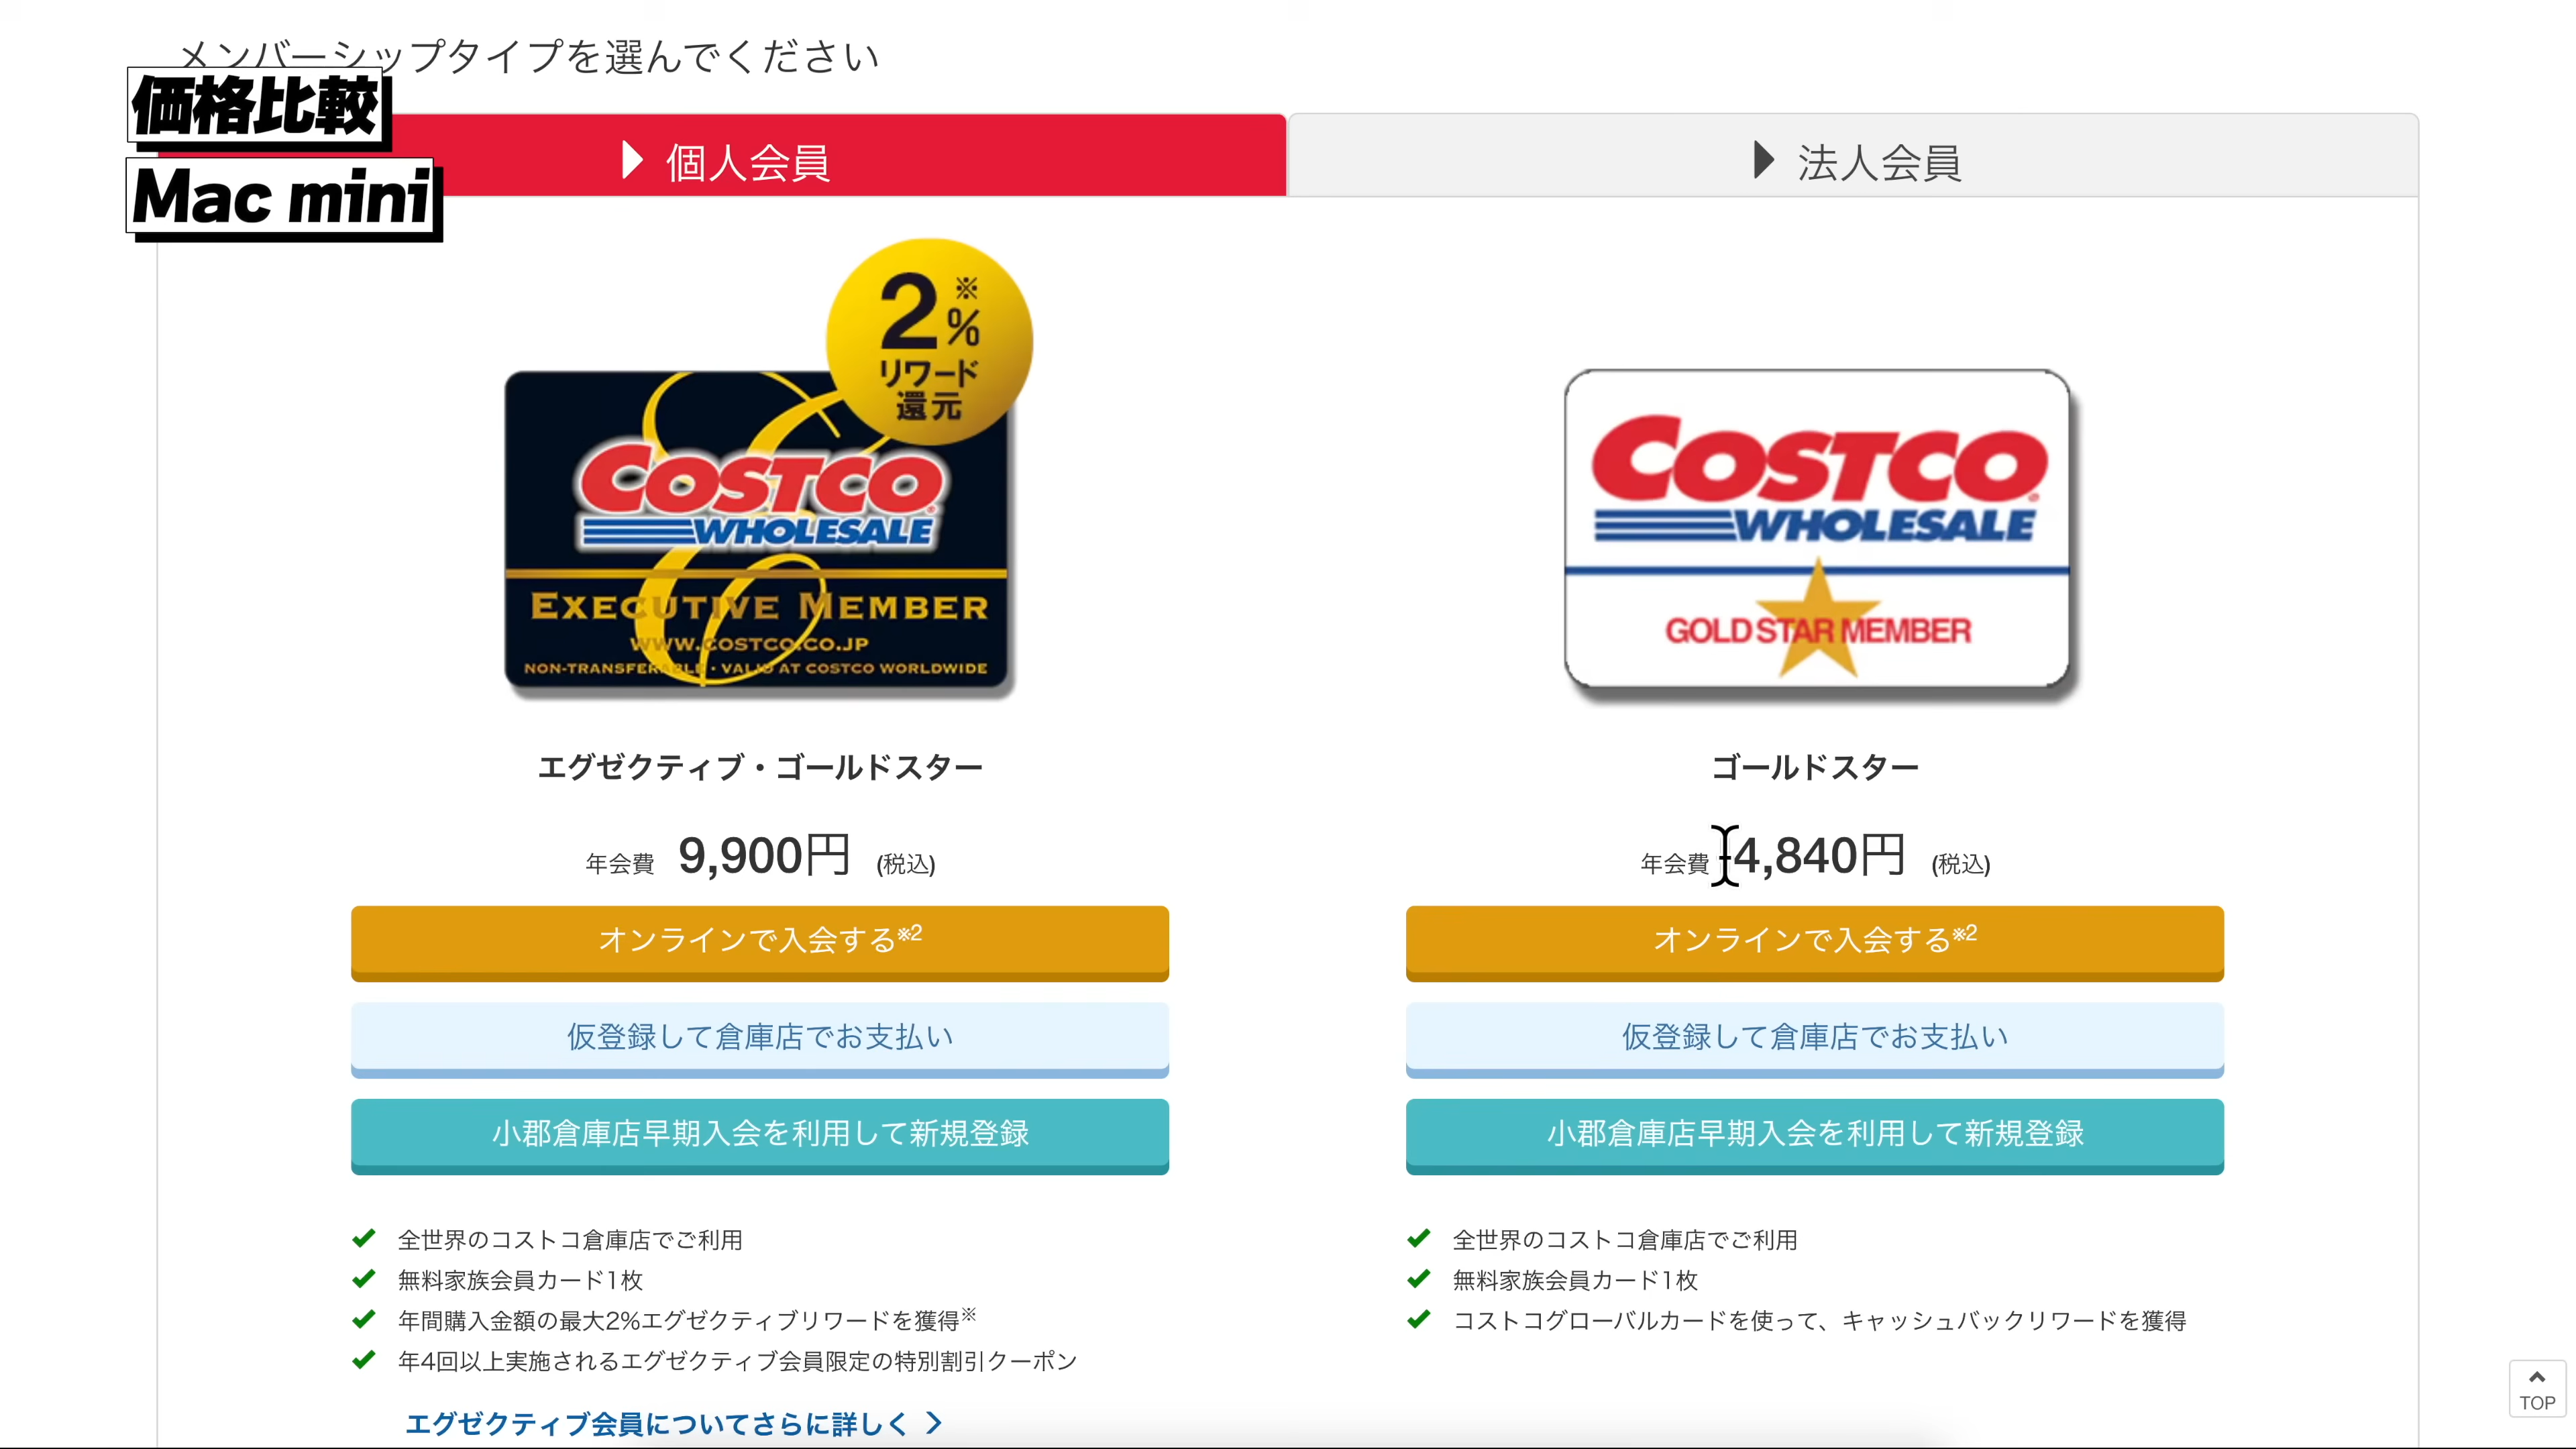 メンバーシップタイプを選んでください
価格比較
Mac mini
個人会員
法人会員
2※%
リワード
還元
COSTCO
WHOLESALE
EXECUTIVE MEMBER
WWW.COSTCO.CO.JP
NON-TRANSFERABLE・VALID AT COSTCO WORLDWIDE
COSTCO
WHOLESALE
GOLD STAR MEMBER
エグゼクティブ・ゴールドスター
年会費 9,900円 (税込)
オンラインで入会する※2
仮登録して倉庫店でお支払い
小郡倉庫店早期入会を利用して新規登録
全世界のコストコ倉庫店でご利用
無料家族会員カード1枚
年間購入金額の最大2%エグゼクティブリワードを獲得※
年4回以上実施されるエグゼクティブ会員限定の特別割引クーポン
エグゼクティブ会員についてさらに詳しく
ゴールドスター
年会費 4,840円 (税込)
オンラインで入会する※2
仮登録して倉庫店でお支払い
小郡倉庫店早期入会を利用して新規登録
全世界のコストコ倉庫店でご利用
無料家族会員カード1枚
コストコグローバルカードを使って、キャッシュバックリワードを獲得
TOP